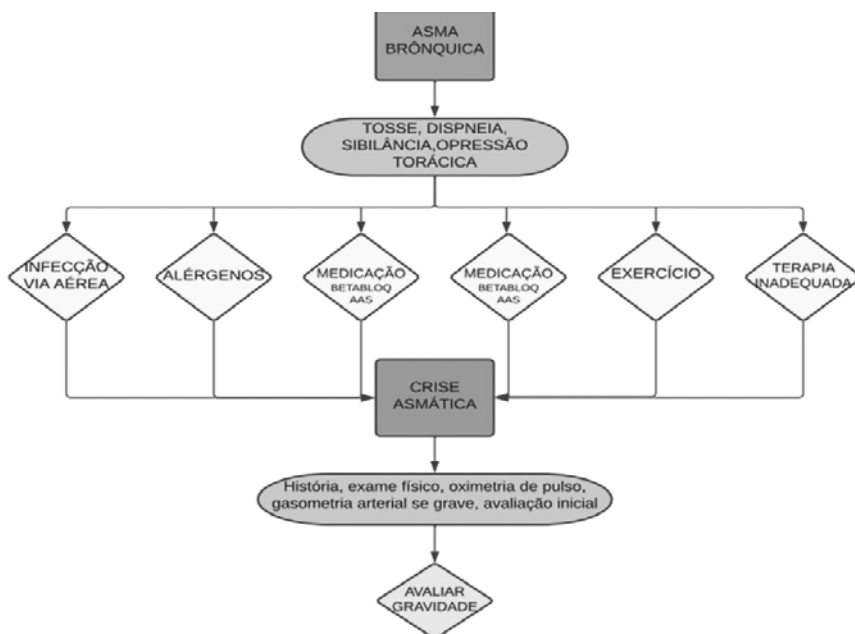 ASMA
BRÔNQUICA
TOSSE, DISPNEIA,
SIBILÂNCIA,OPRESSÃO
TORÁCICA
INFECÇÃO
VIA AÉREA
ALÉRGENOS
MEDICAÇÃO
BETABLOQ
AAS
MEDICAÇÃO
BETABLOQ
AAS
EXERCÍCIO
TERAPIA
INADEQUADA
CRISE
ASMÁTICA
História, exame físico, oximetria de pulso,
gasometria arterial se grave, avaliação inicial
AVALIAR
GRAVIDADE